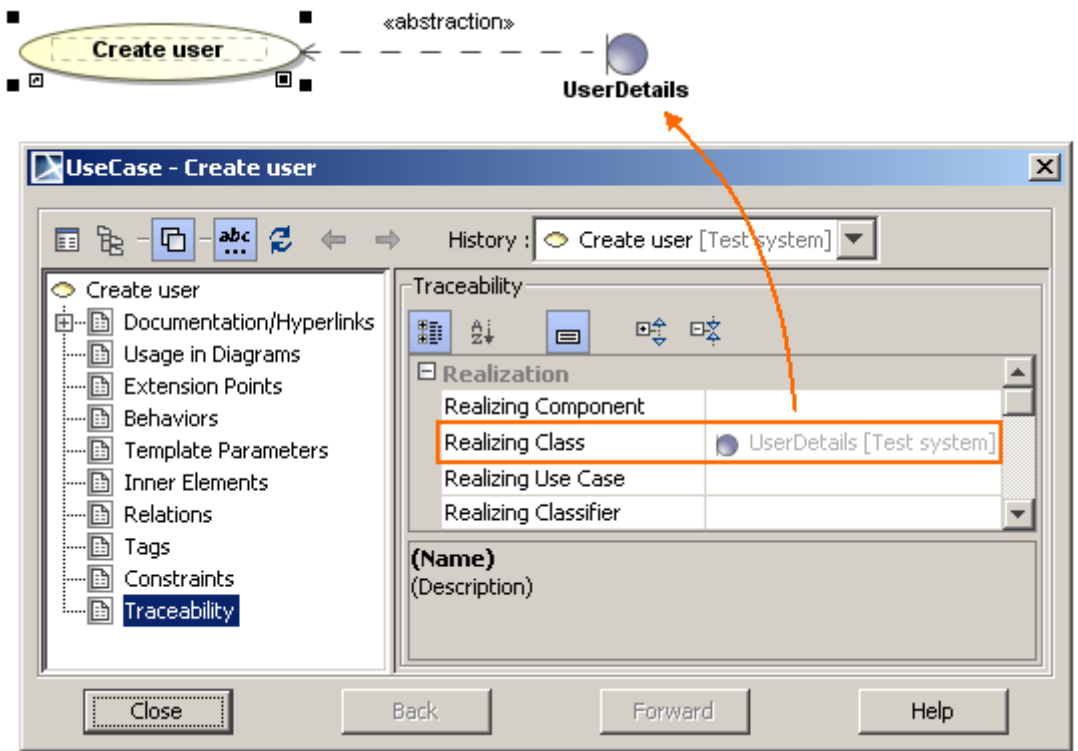 «abstraction»
Create user
UserDetails
UseCase - Create user
History : Create user [Test system]
Create user
Documentation/Hyperlinks
Usage in Diagrams
Extension Points
Behaviors
Template Parameters
Inner Elements
Relations
Tags
Constraints
Traceability
Traceability
Realization
Realizing Component
Realizing Class UserDetails [Test system]
Realizing Use Case
Realizing Classifier
(Name)
(Description)
Close Back Forward Help